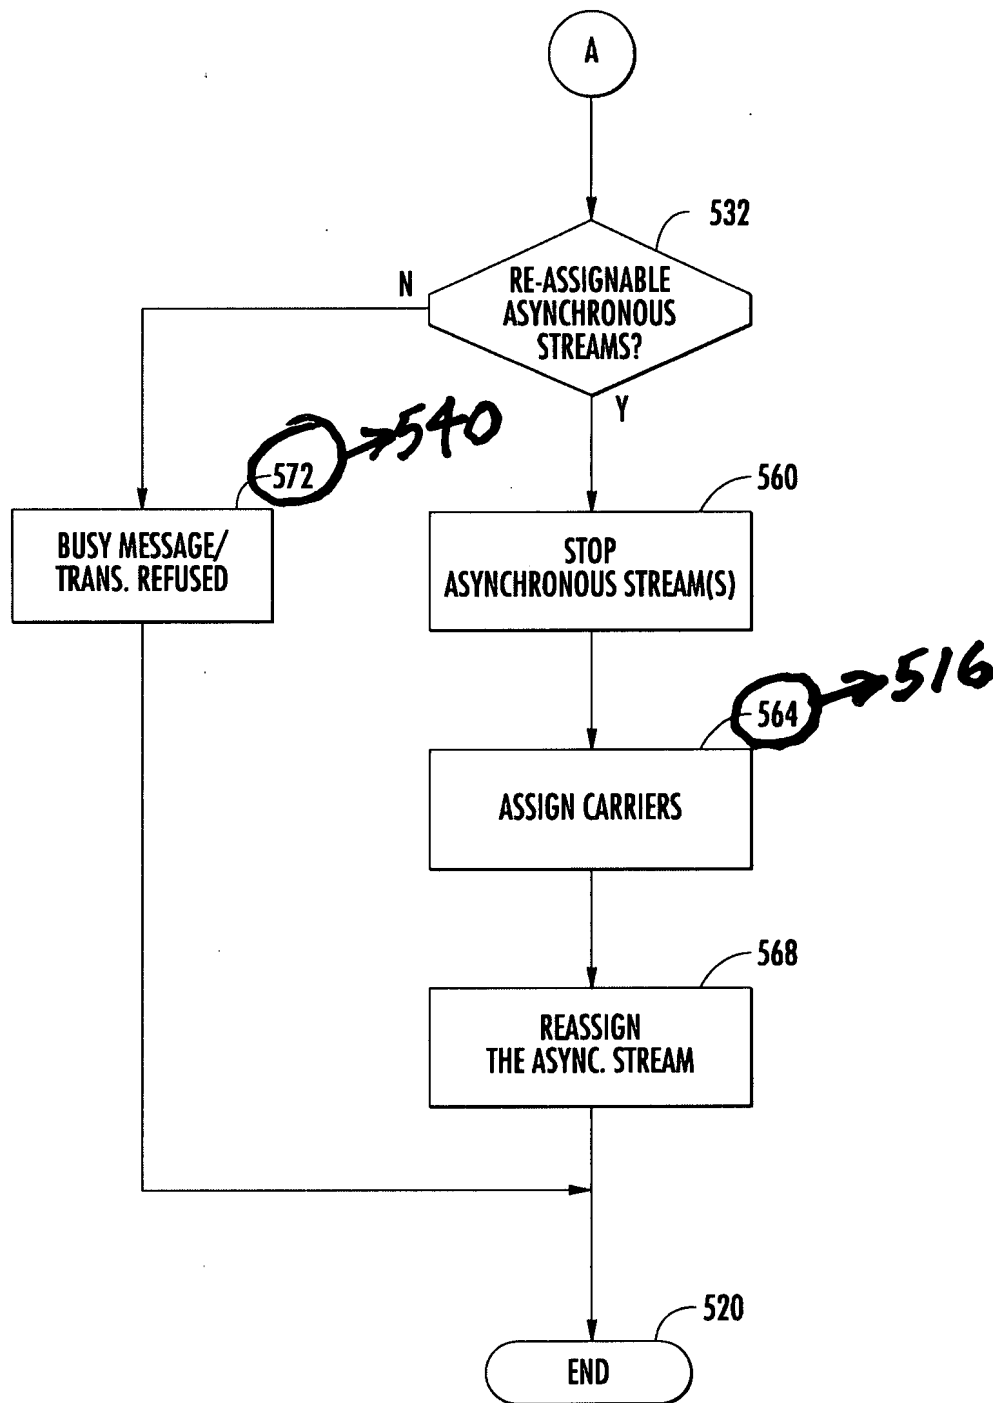 A
532
RE-ASSIGNABLE
ASYNCHRONOUS
STREAMS?
N
Y
572
540
BUSY MESSAGE/
TRANS. REFUSED
560
STOP
ASYNCHRONOUS STREAM(S)
564
516
ASSIGN CARRIERS
568
REASSIGN
THE ASYNC. STREAM
520
END